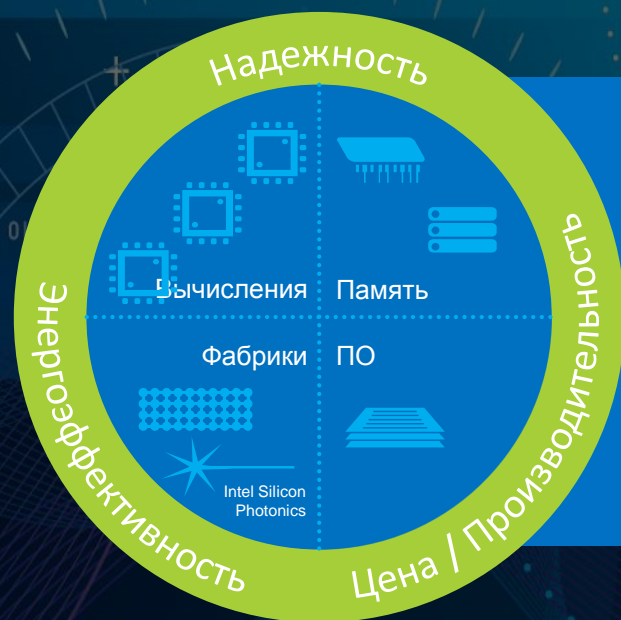 Надежность
Вычисления
Память
Фабрики
ПО
Intel Silicon
Photonics
Энергоэффективность
Цена / Производительность